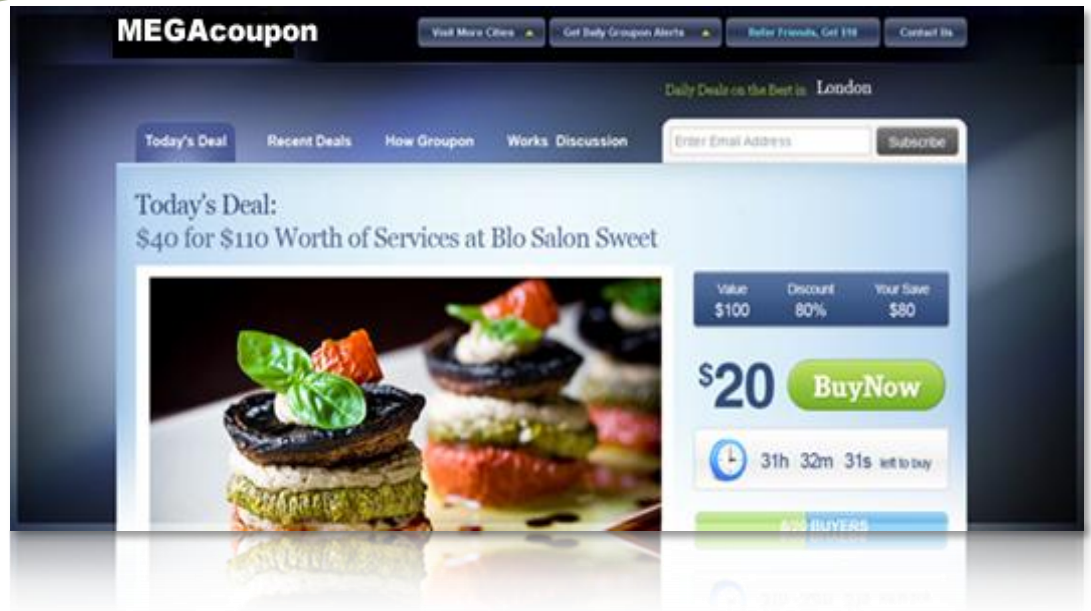 MEGAcoupon
Visit More Cities
Get Daily Groupon Alerts
Refer Friends, Get $10
Contact Us
Daily Deals on the Best in London
Today's Deal
Recent Deals
How Groupon
Works Discussion
Enter Email Address
Subscribe
Today's Deal:
$40 for $110 Worth of Services at Blo Salon Sweet
Value Discount Your Save
$100 80% $80
$20 BuyNow
31h 32m 31s left to buy
BUYERS